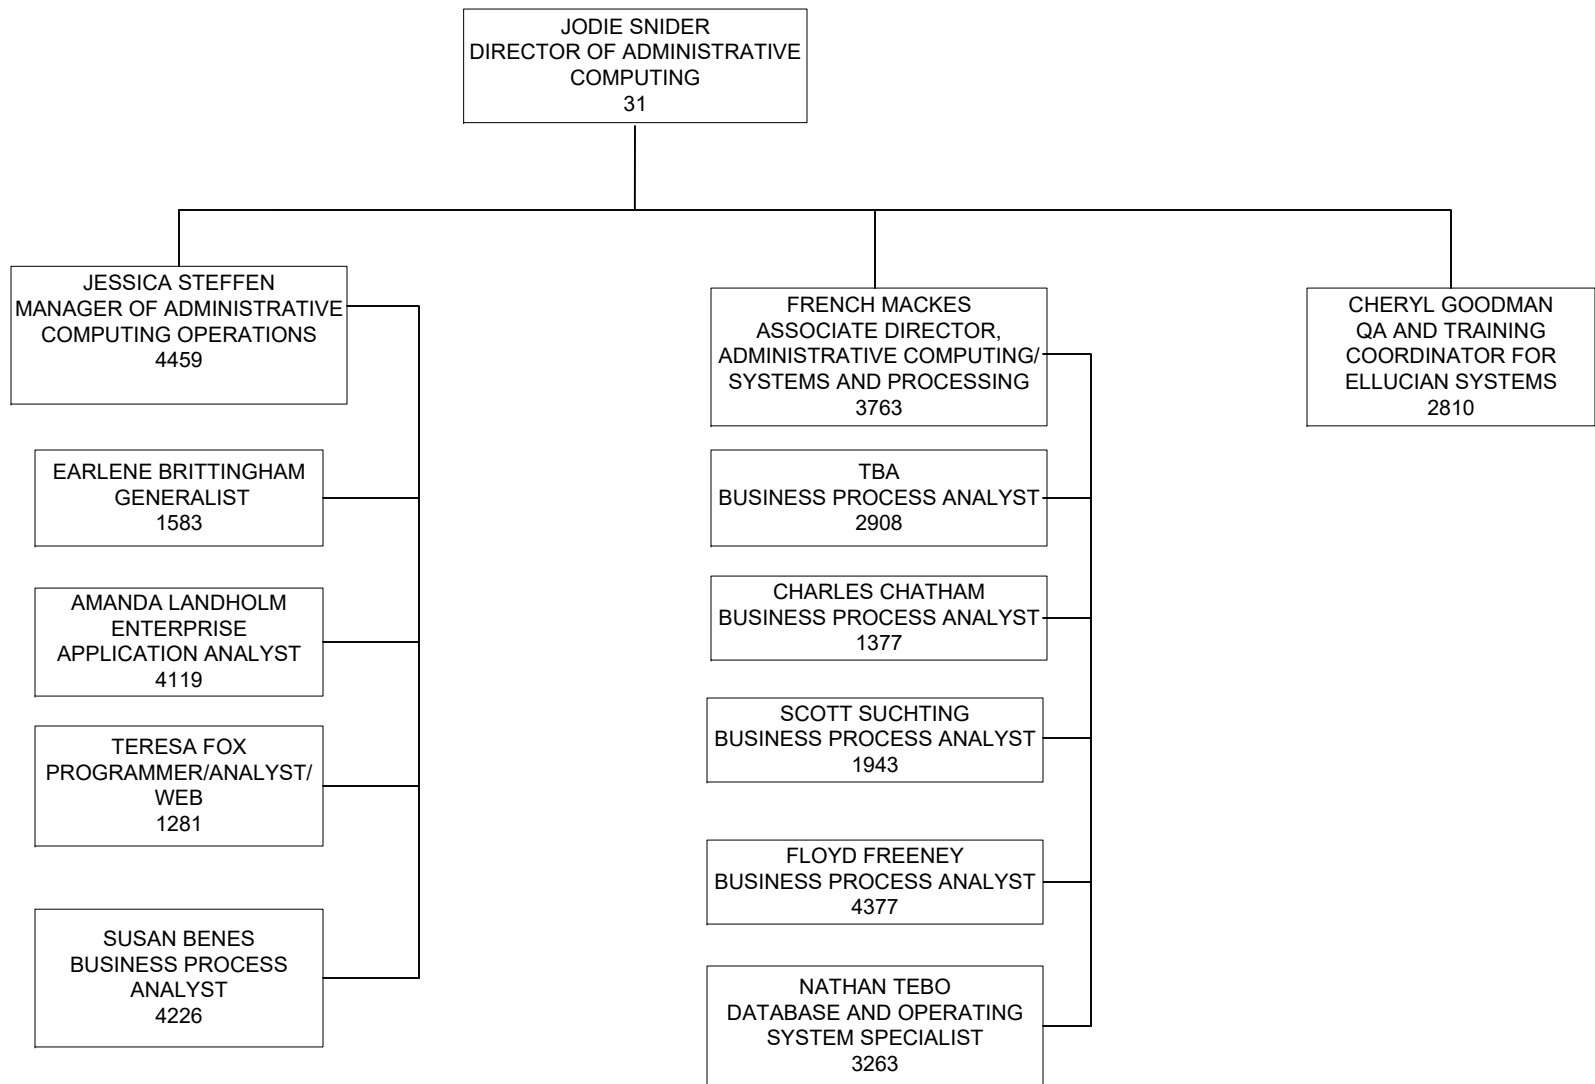 JODIE SNIDER
DIRECTOR OF ADMINISTRATIVE
COMPUTING
31
JESSICA STEFFEN
MANAGER OF ADMINISTRATIVE
COMPUTING OPERATIONS
4459
EARLENE BRITTINGHAM
GENERALIST
1583
AMANDA LANDHOLM
ENTERPRISE
APPLICATION ANALYST
4119
TERESA FOX
PROGRAMMER/ANALYST/
WEB
1281
SUSAN BENES
BUSINESS PROCESS
ANALYST
4226
FRENCH MACKES
ASSOCIATE DIRECTOR,
ADMINISTRATIVE COMPUTING/
SYSTEMS AND PROCESSING
3763
TBA
BUSINESS PROCESS ANALYST
2908
CHARLES CHATHAM
BUSINESS PROCESS ANALYST
1377
SCOTT SUCHTING
BUSINESS PROCESS ANALYST
1943
FLOYD FREENEY
BUSINESS PROCESS ANALYST
4377
NATHAN TEBO
DATABASE AND OPERATING
SYSTEM SPECIALIST
3263
CHERYL GOODMAN
QA AND TRAINING
COORDINATOR FOR
ELLUCIAN SYSTEMS
2810